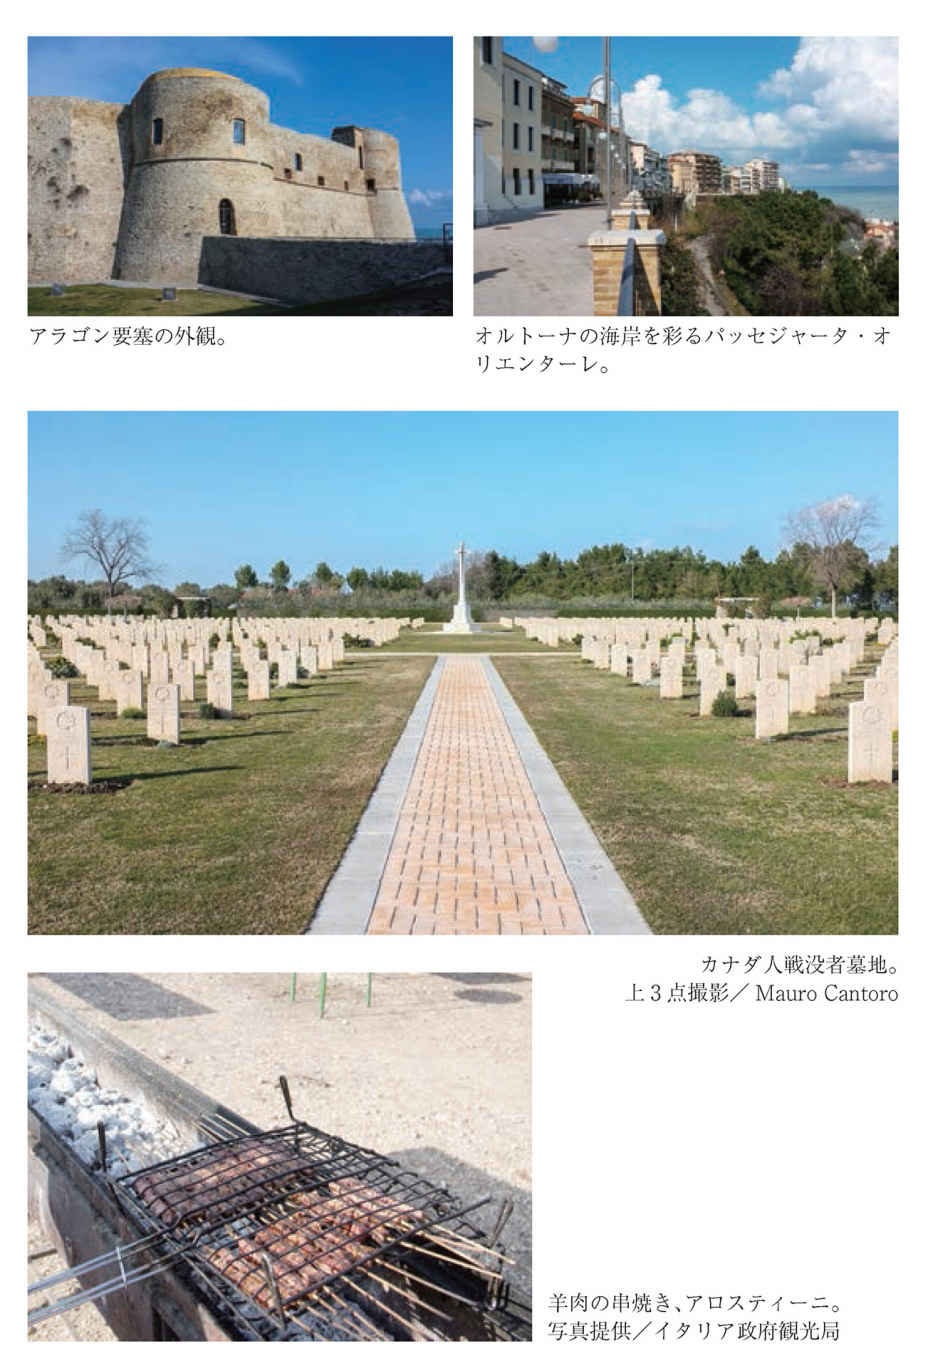 アラゴン要塞の外観。
オルトーナの海岸を彩るパッセジャータ・オ
リエンターレ。
カナダ人戦没者墓地。
上3点撮影／Mauro Cantoro
羊肉の串焼き、アロスティーニ。
写真提供／イタリア政府観光局